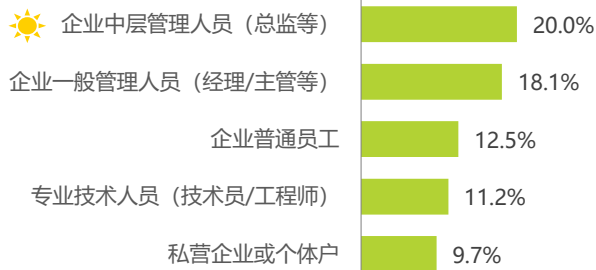 企业中层管理人员（总监等） 20.0%
企业一般管理人员（经理/主管等） 18.1%
企业普通员工 12.5%
专业技术人员（技术员/工程师） 11.2%
私营企业或个体户 9.7%